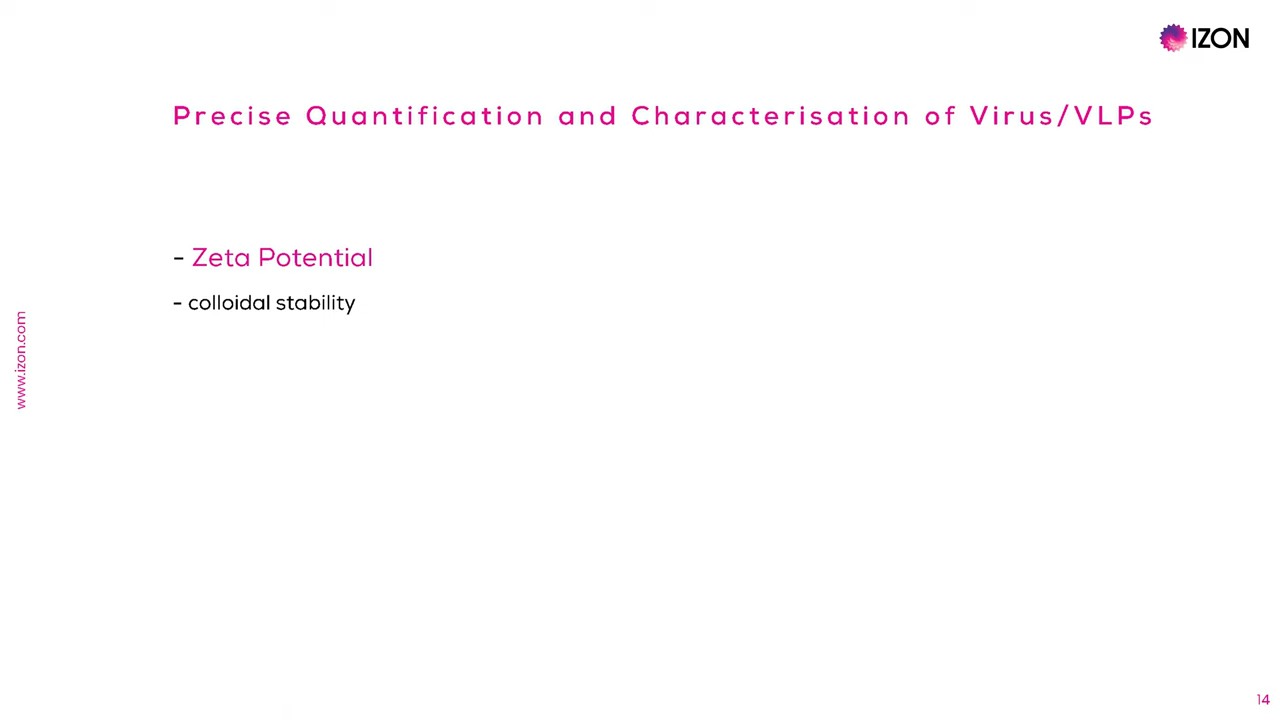 IZON
Precise Quantification and Characterisation of Virus/VLPs
- Zeta Potential
- colloidal stability
www.izon.com
14